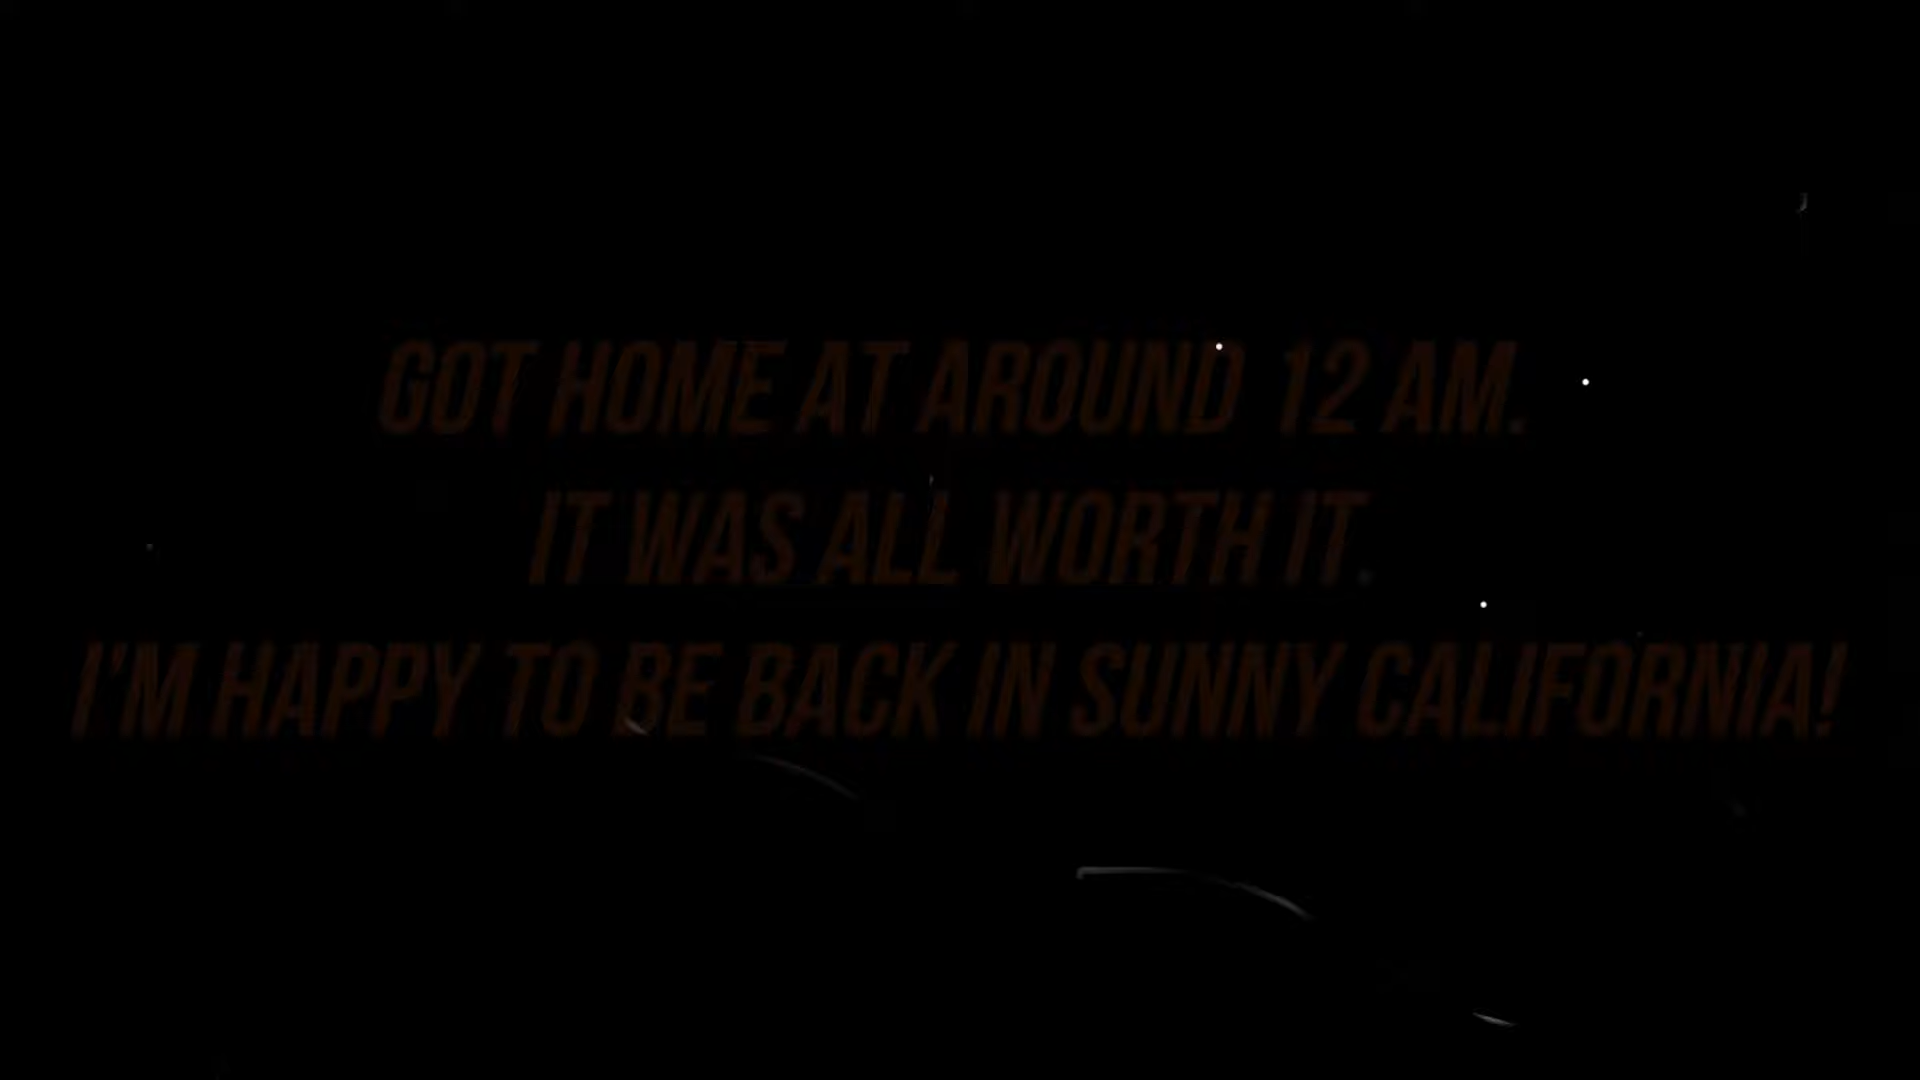 GOT HOME AT AROUND 12 AM.
IT WAS ALL WORTH IT.
I'M HAPPY TO BE BACK IN SUNNY CALIFORNIA!